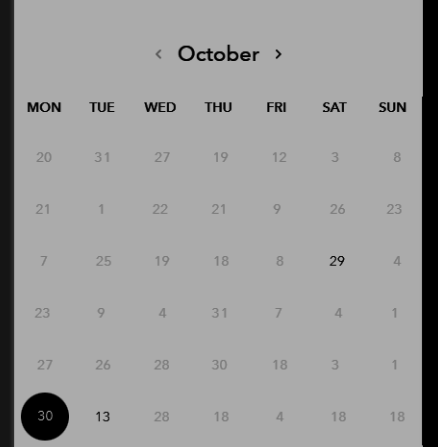 ‹ October ›
MON TUE WED THU FRI SAT SUN
20 31 27 19 12 3 8
21 1 22 21 9 26 23
7 25 19 18 8 29 4
23 9 4 31 7 4 1
27 26 28 30 18 3 1
30 13 28 18 4 18 18